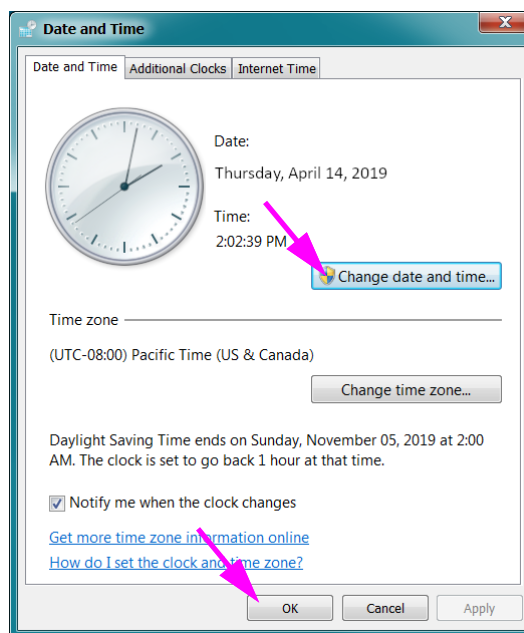 Date and Time
Date and Time Additional Clocks Internet Time
Date:
Thursday, April 14, 2019
Time:
2:02:39 PM
Change date and time...
Time zone
(UTC-08:00) Pacific Time (US & Canada)
Change time zone...
Daylight Saving Time ends on Sunday, November 05, 2019 at 2:00
AM. The clock is set to go back 1 hour at that time.
Notify me when the clock changes
Get more time zone information online
How do I set the clock and time zone?
OK Cancel Apply